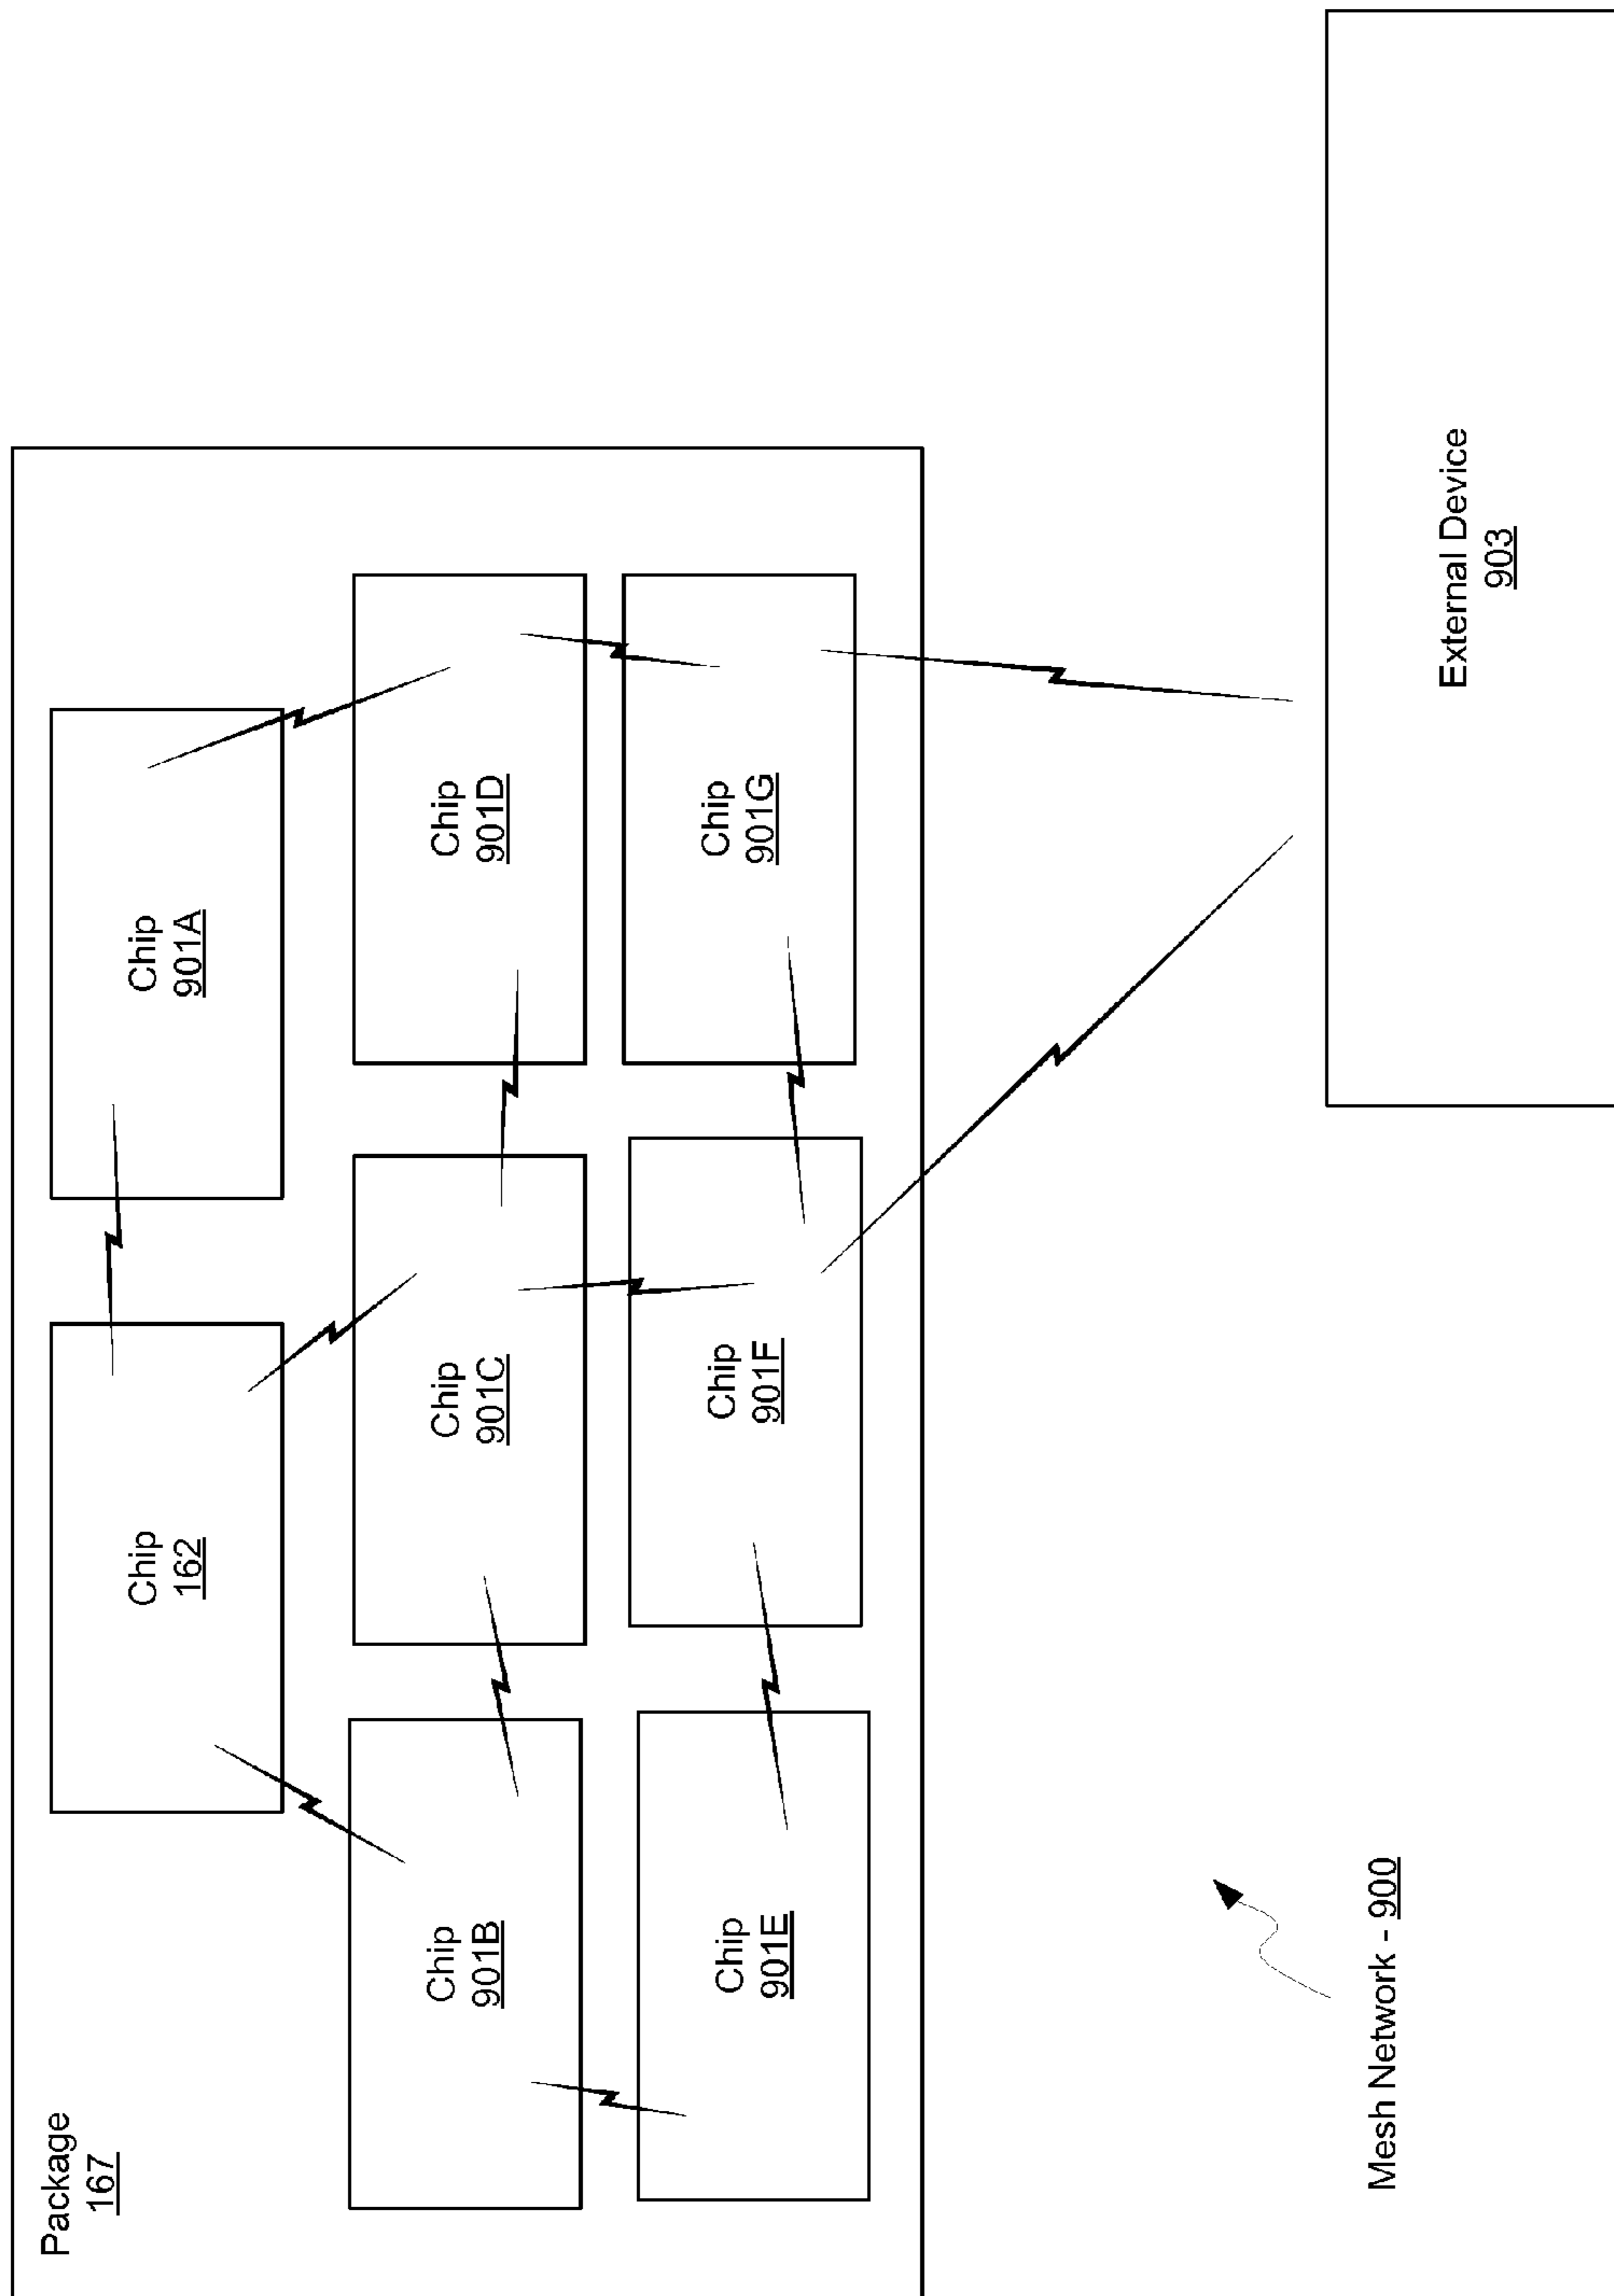 Package
167
Chip
162
Chip
901A
Chip
901B
Chip
901C
Chip
901D
Chip
901E
Chip
901F
Chip
901G
Mesh Network - 900
External Device
903